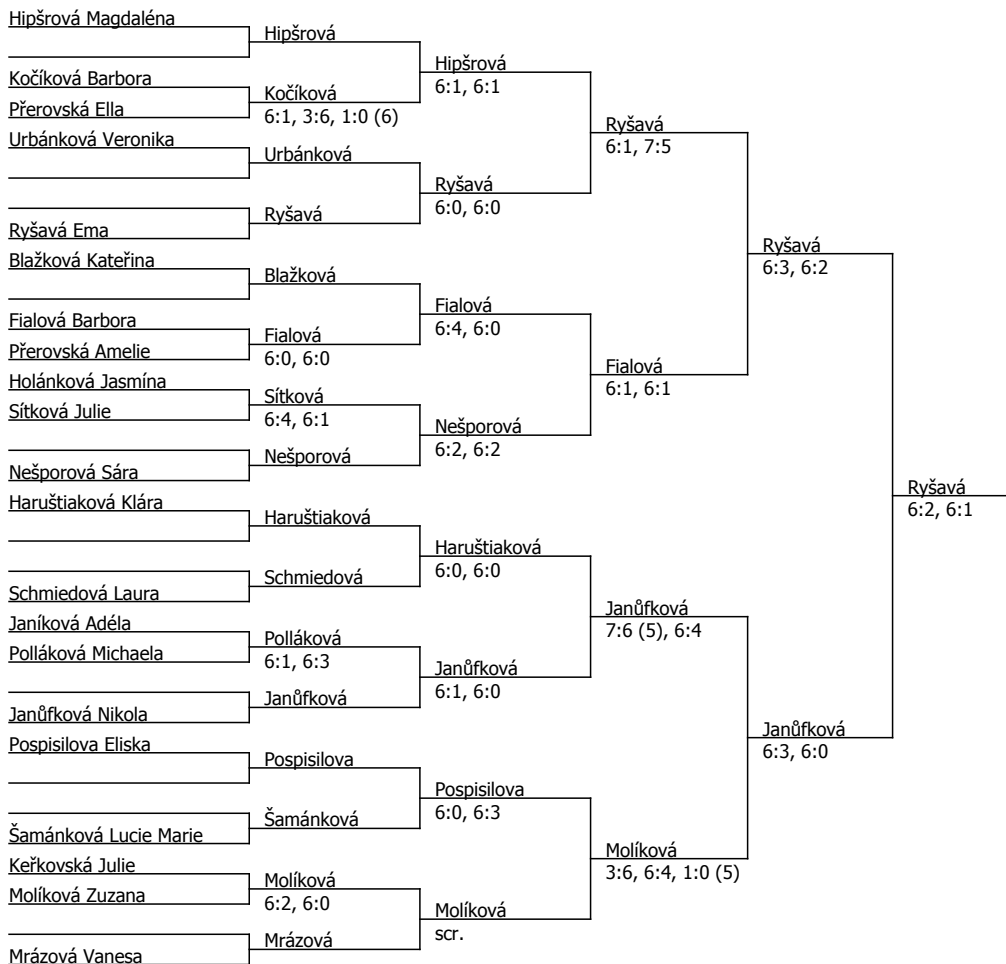 Hipšrová Magdaléna
Kočíková Barbora
Přerovská Ella
Urbánková Veronika
Ryšavá Ema
Blažková Kateřina
Fialová Barbora
Přerovská Amelie
Holánková Jasmína
Sítková Julie
Nešporová Sára
Haruštiaková Klára
Schmiedová Laura
Janíková Adéla
Polláková Michaela
Janůfková Nikola
Pospisilova Eliska
Šamánková Lucie Marie
Keřkovská Julie
Molíková Zuzana
Mrázová Vanesa
Hipšrová
Kočíková
6:1, 3:6, 1:0 (6)
Urbánková
Ryšavá
Blažková
Fialová
6:0, 6:0
Sítková
6:4, 6:1
Nešporová
Haruštiaková
Schmiedová
Polláková
6:1, 6:3
Janůfková
Pospisilova
Šamánková
Molíková
6:2, 6:0
Mrázová
Hipšrová
6:1, 6:1
Ryšavá
6:0, 6:0
Fialová
6:4, 6:0
Nešporová
6:2, 6:2
Haruštiaková
6:0, 6:0
Janůfková
6:1, 6:0
Pospisilova
6:0, 6:3
Molíková
scr.
Ryšavá
6:1, 7:5
Fialová
6:1, 6:1
Janůfková
7:6 (5), 6:4
Molíková
3:6, 6:4, 1:0 (5)
Ryšavá
6:3, 6:2
Janůfková
6:3, 6:0
Ryšavá
6:2, 6:1